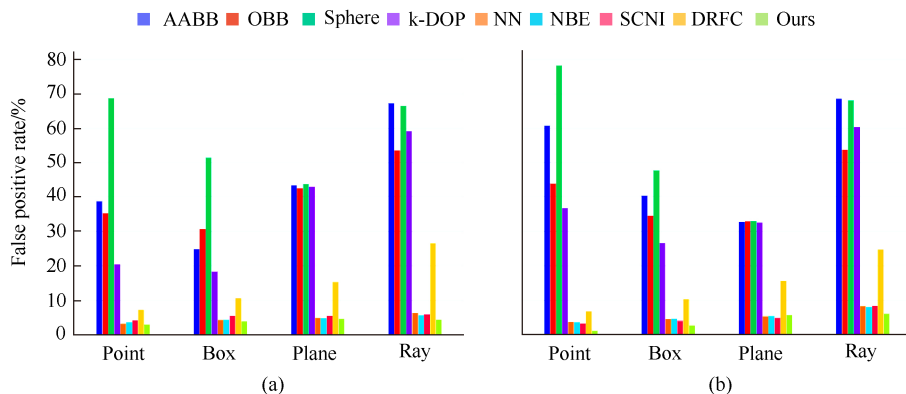 AABB OBB Sphere k-DOP NN NBE SCNI DRFC Ours
False positive rate/%
80
70
60
50
40
30
20
10
0
Point Box Plane Ray
Point Box Plane Ray
(a) (b)